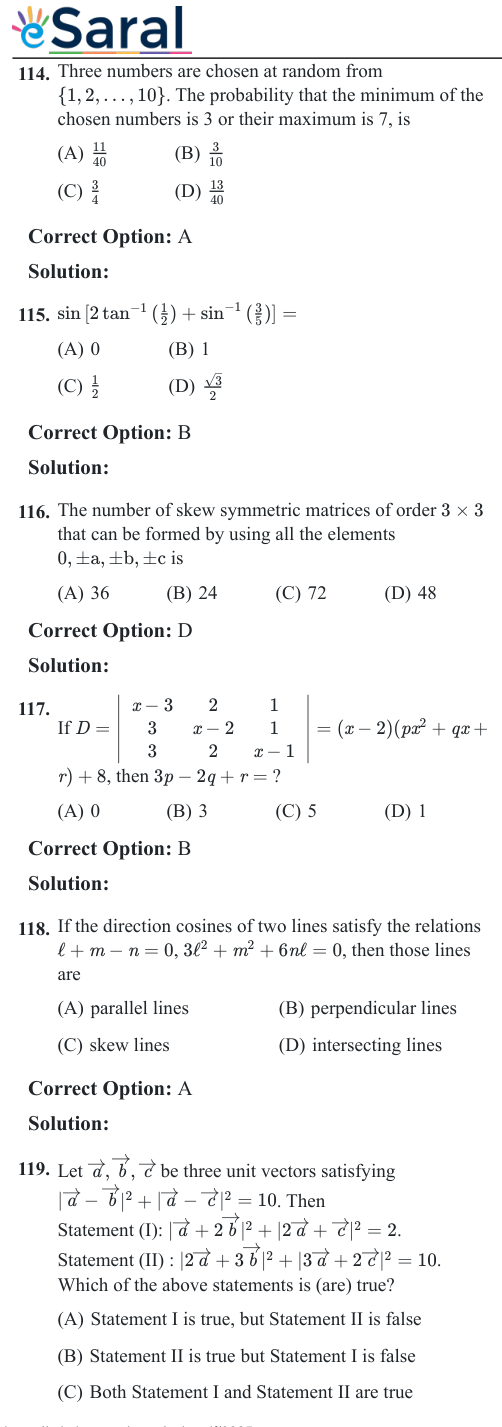 eSaral
114. Three numbers are chosen at random from
{1, 2, . . . , 10}. The probability that the minimum of the
chosen numbers is 3 or their maximum is 7, is
(A) 11/40 (B) 3/10
(C) 3/4 (D) 13/40
Correct Option: A
Solution:
115. sin [2 tan⁻¹ (1/2) + sin⁻¹ (3/5)] =
(A) 0 (B) 1
(C) 1/2 (D) √3/2
Correct Option: B
Solution:
116. The number of skew symmetric matrices of order 3 × 3
that can be formed by using all the elements
0, ±a, ±b, ±c is
(A) 36 (B) 24 (C) 72 (D) 48
Correct Option: D
Solution:
117. If D = | x − 3 2 1 |
| 3 x − 2 1 | = (x − 2)(px² + qx +
| 3 2 x − 1 |
r) + 8, then 3p − 2q + r = ?
(A) 0 (B) 3 (C) 5 (D) 1
Correct Option: B
Solution:
118. If the direction cosines of two lines satisfy the relations
ℓ + m − n = 0, 3ℓ² + m² + 6nℓ = 0, then those lines
are
(A) parallel lines (B) perpendicular lines
(C) skew lines (D) intersecting lines
Correct Option: A
Solution:
119. Let a⃗, b⃗, c⃗ be three unit vectors satisfying
|a⃗ − b⃗|² + |a⃗ − c⃗|² = 10. Then
Statement (I): |a⃗ + 2b⃗|² + |2a⃗ + c⃗|² = 2.
Statement (II) : |2a⃗ + 3b⃗|² + |3a⃗ + 2c⃗|² = 10.
Which of the above statements is (are) true?
(A) Statement I is true, but Statement II is false
(B) Statement II is true but Statement I is false
(C) Both Statement I and Statement II are true